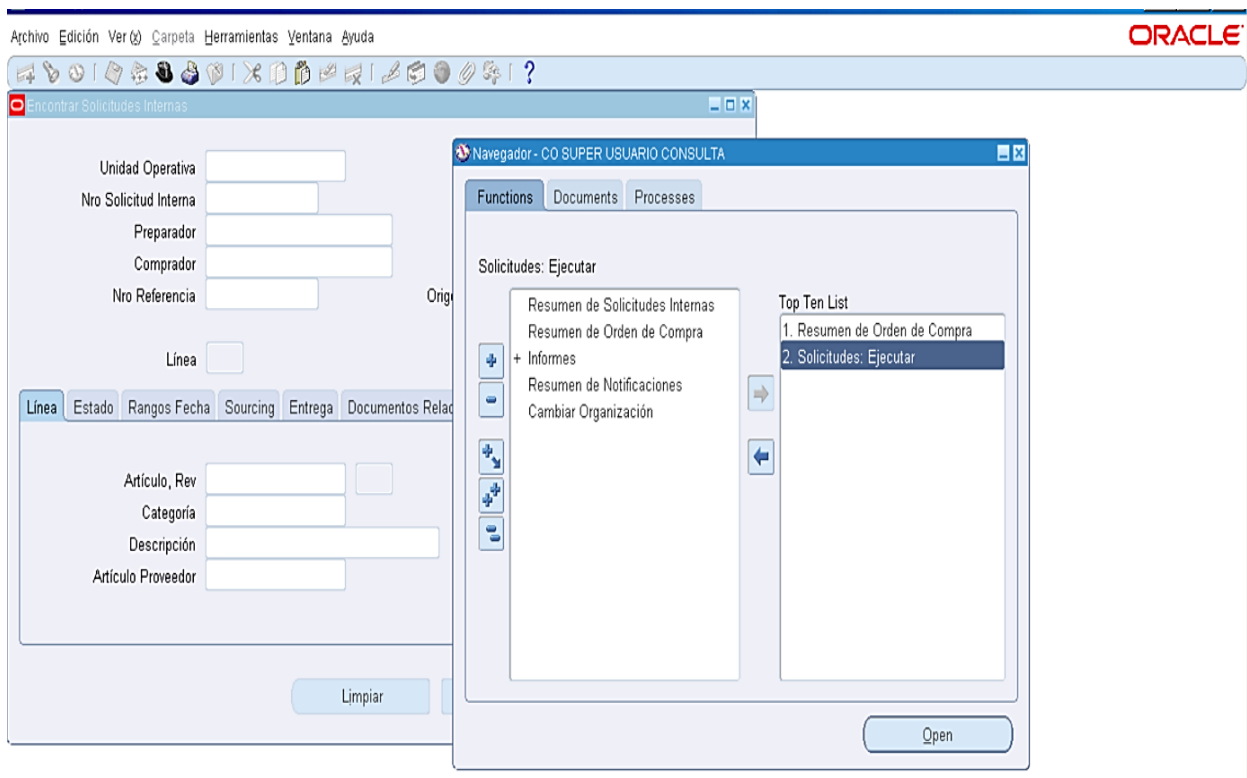 Archivo Edición Ver (x) Carpeta Herramientas Ventana Ayuda
ORACLE
Encontrar Solicitudes Internas
Unidad Operativa
Nro Solicitud Interna
Preparador
Comprador
Nro Referencia
Línea
Línea Estado Rangos Fecha Sourcing Entrega Documentos
Artículo, Rev
Categoría
Descripción
Artículo Proveedor
Limpiar
Navegador - CO SUPER USUARIO CONSULTA
Functions Documents Processes
Solicitudes: Ejecutar
Resumen de Solicitudes Internas
Resumen de Orden de Compra
+ Informes
Resumen de Notificaciones
Cambiar Organización
Top Ten List
1. Resumen de Orden de Compra
2. Solicitudes: Ejecutar
Open